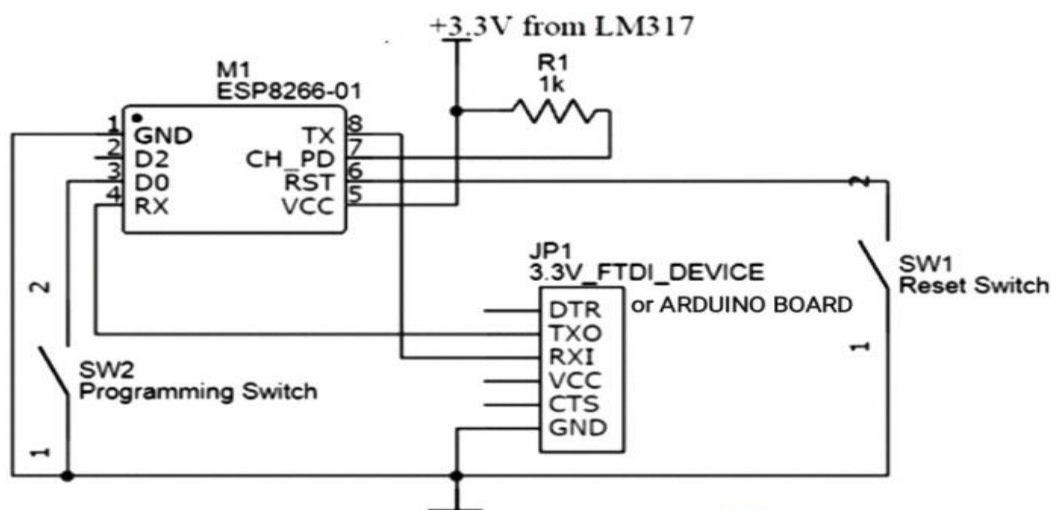 +3.3V from LM317
R1
1k
M1
ESP8266-01
1 GND TX 8
2 D2 CH_PD 7
3 D0 RST 6
4 RX VCC 5
2
2
JP1
3.3V_FTDI_DEVICE
or ARDUINO BOARD
DTR
TXO
RXI
VCC
CTS
GND
SW1
Reset Switch
1
SW2
Programming Switch
1